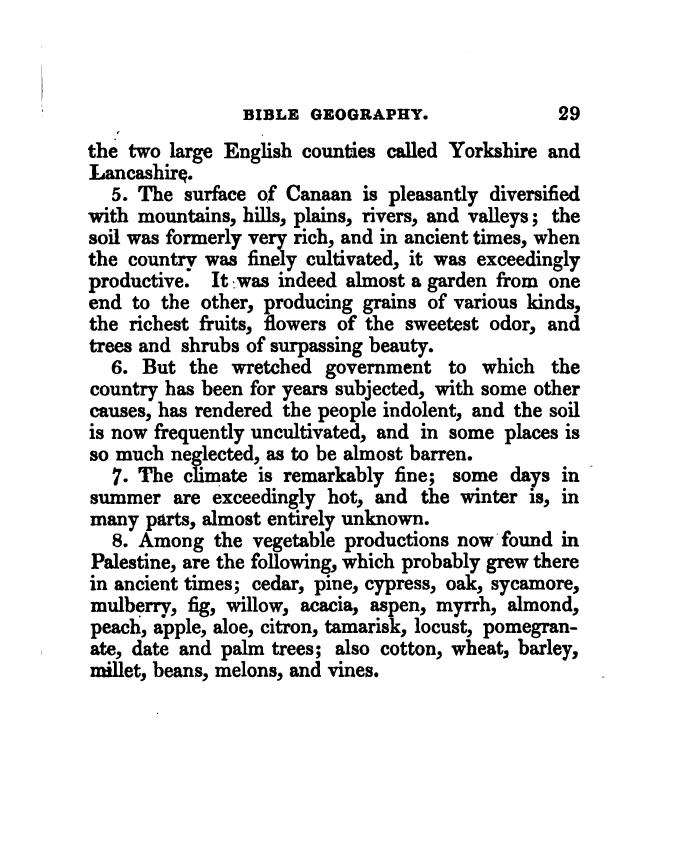 BIBLE GEOGRAPHY. 29
the two large English counties called Yorkshire and
Lancashire.
5. The surface of Canaan is pleasantly diversified
with mountains, hills, plains, rivers, and valleys; the
soil was formerly very rich, and in ancient times, when
the country was finely cultivated, it was exceedingly
productive. It was indeed almost a garden from one
end to the other, producing grains of various kinds,
the richest fruits, flowers of the sweetest odor, and
trees and shrubs of surpassing beauty.
6. But the wretched government to which the
country has been for years subjected, with some other
causes, has rendered the people indolent, and the soil
is now frequently uncultivated, and in some places is
so much neglected, as to be almost barren.
7. The climate is remarkably fine; some days in
summer are exceedingly hot, and the winter is, in
many parts, almost entirely unknown.
8. Among the vegetable productions now found in
Palestine, are the following, which probably grew there
in ancient times; cedar, pine, cypress, oak, sycamore,
mulberry, fig, willow, acacia, aspen, myrrh, almond,
peach, apple, aloe, citron, tamarisk, locust, pomegran-
ate, date and palm trees; also cotton, wheat, barley,
millet, beans, melons, and vines.